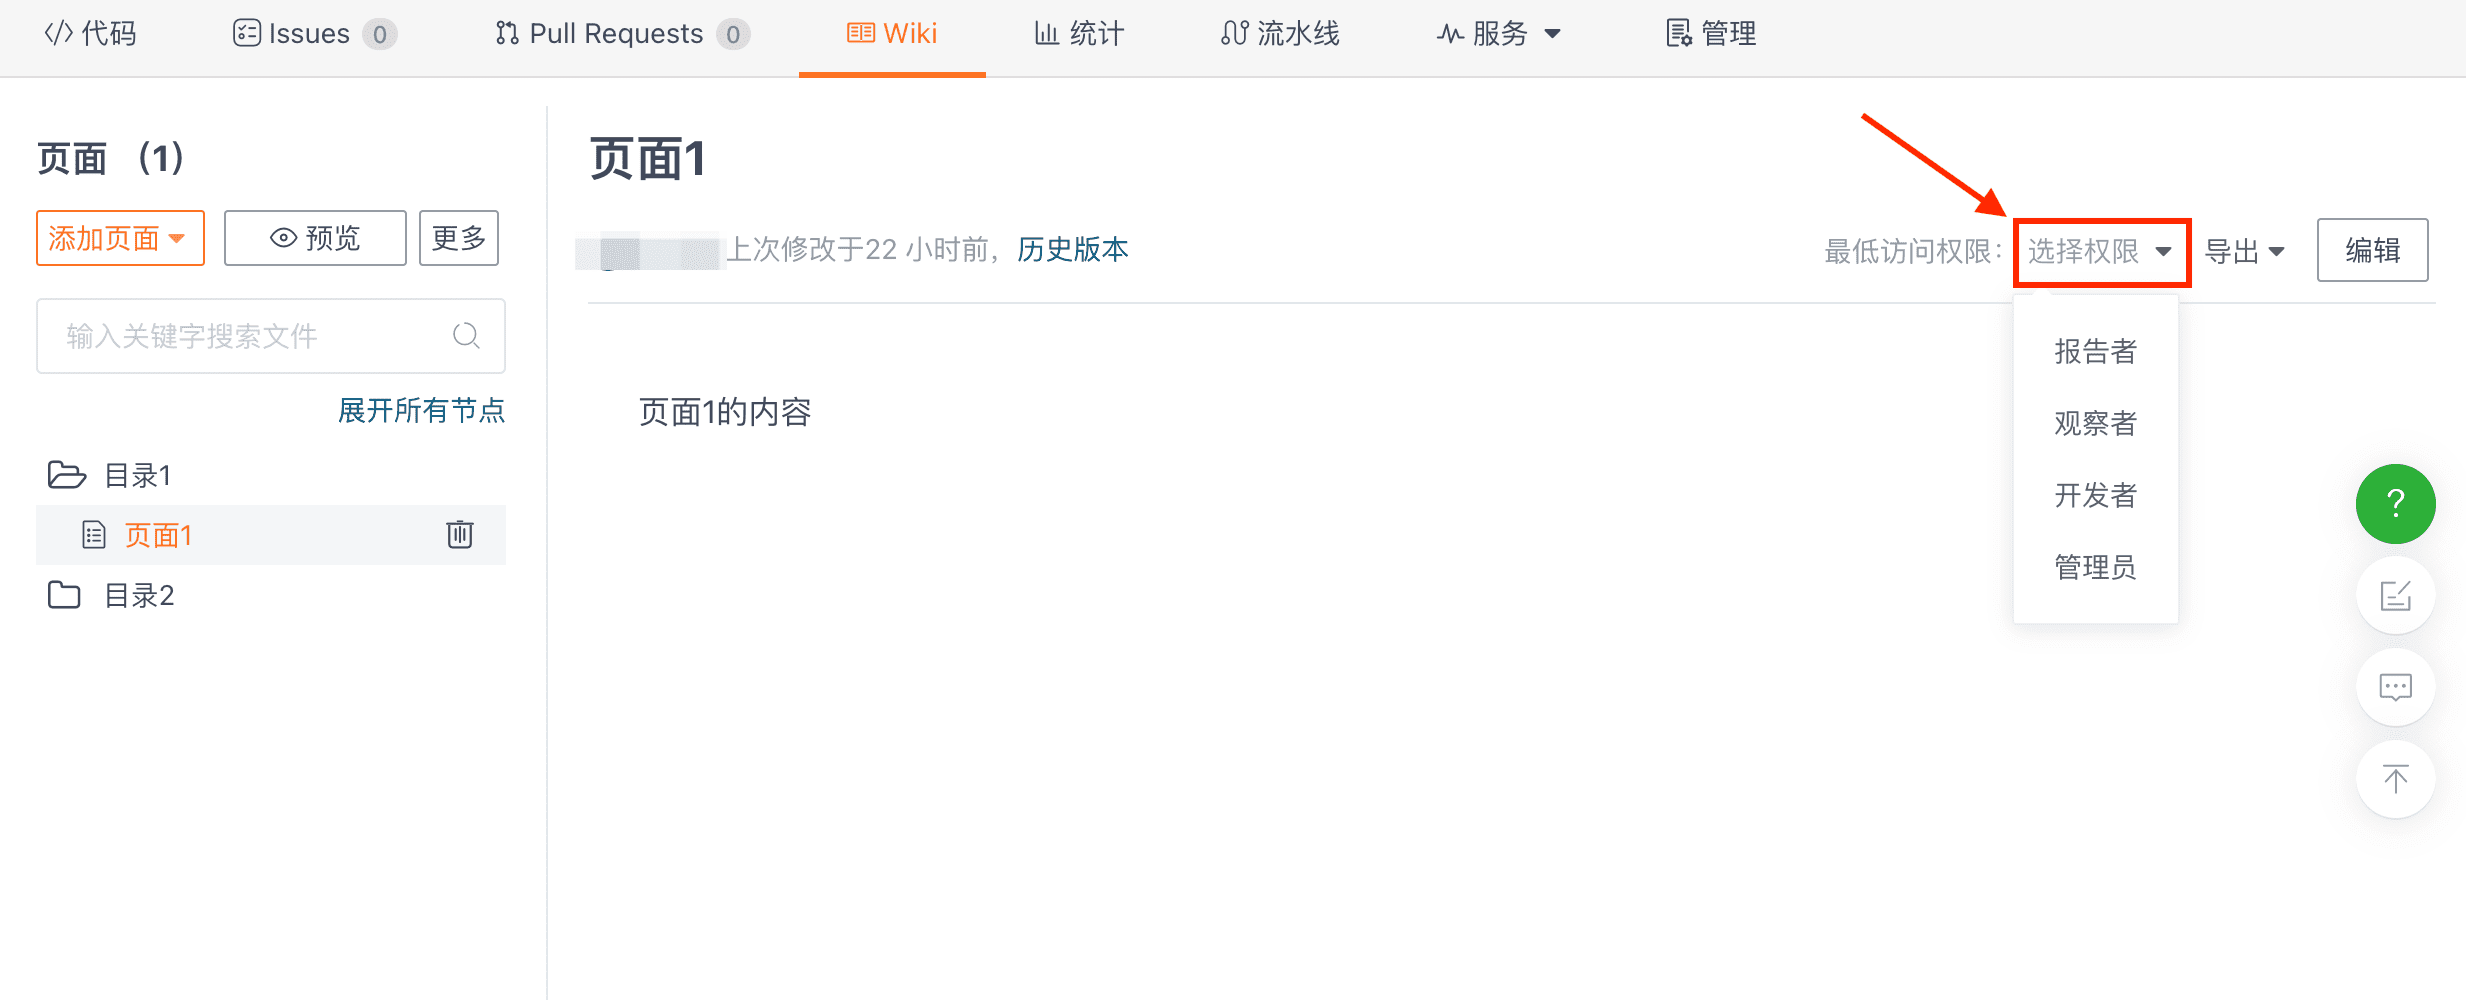 代码 Issues 0 Pull Requests 0 Wiki 统计 流水线 服务 管理
页面 （1）
添加页面 预览 更多
输入关键字搜索文件
展开所有节点
目录1
页面1
目录2
页面1
上次修改于22 小时前，历史版本
最低访问权限： 选择权限 导出 编辑
报告者
观察者
开发者
管理员
页面1的内容
?